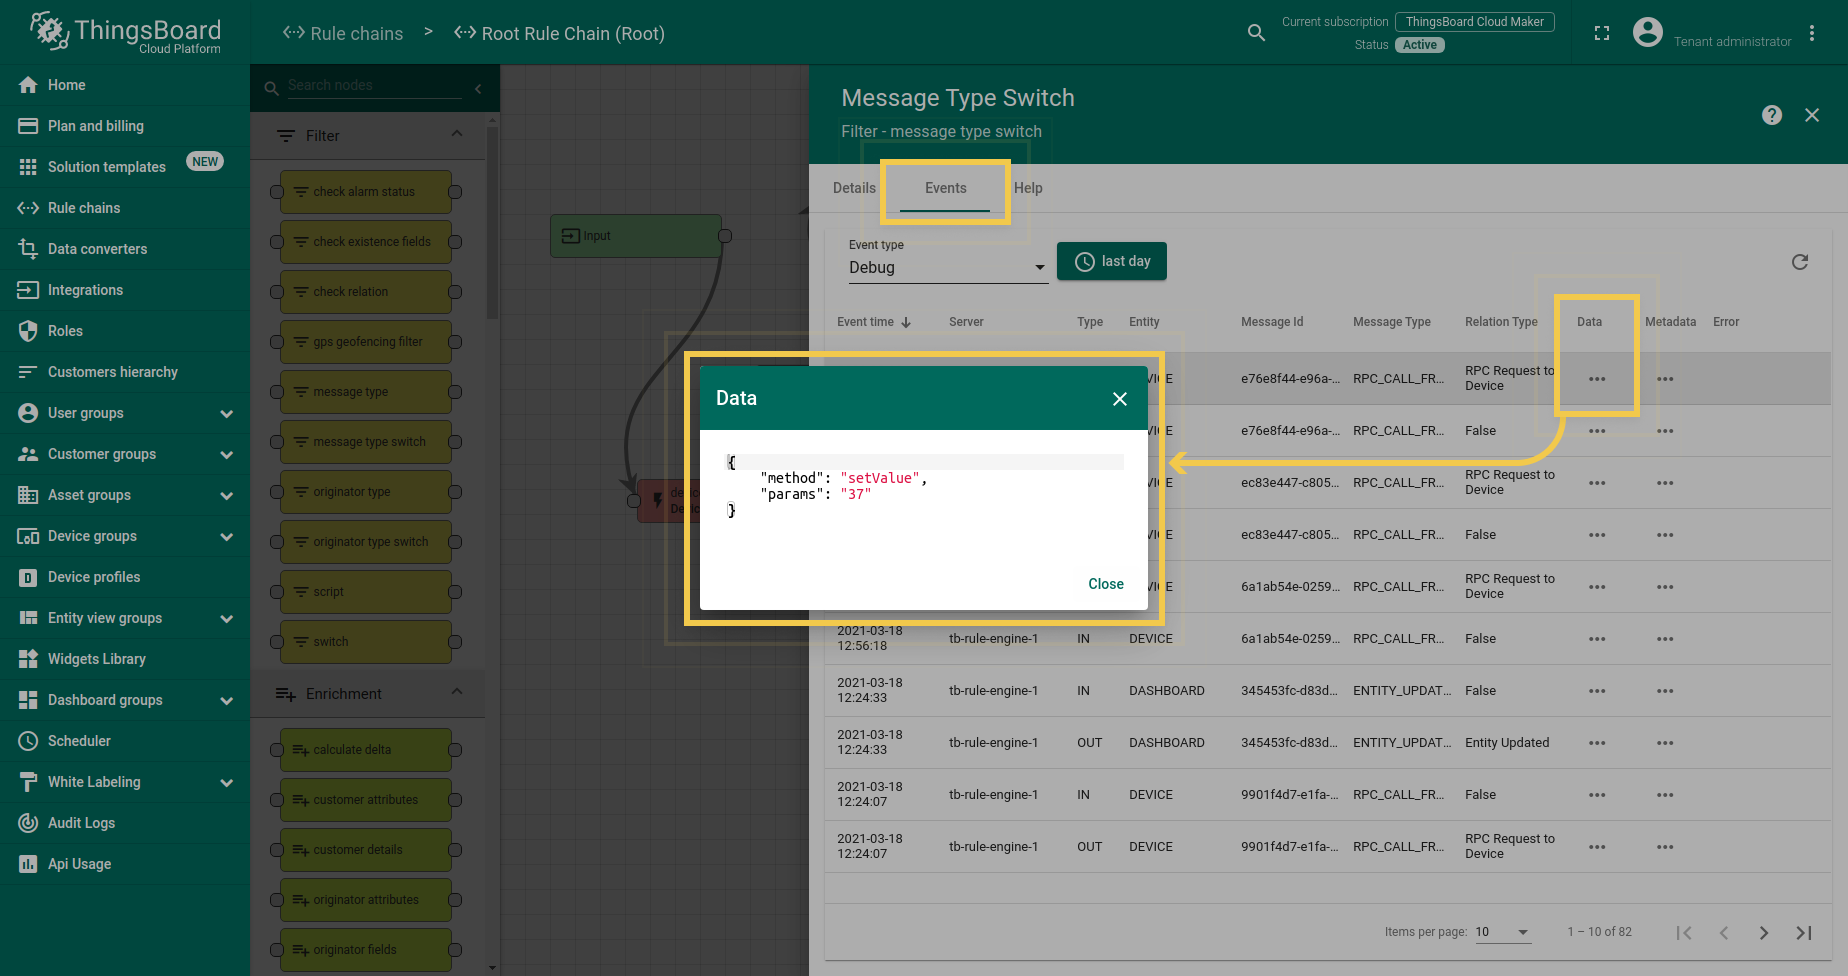 ThingsBoard
Cloud Platform
Rule chains > Root Rule Chain (Root)
Current subscription ThingsBoard Cloud Maker
Status Active
Tenant administrator
Home
Plan and billing
Solution templates NEW
Rule chains
Data converters
Integrations
Roles
Customers hierarchy
User groups
Customer groups
Asset groups
Device groups
Device profiles
Entity view groups
Widgets Library
Dashboard groups
Scheduler
White Labeling
Audit Logs
Api Usage
Search nodes
Filter
check alarm status
check existence fields
check relation
gps geofencing filter
message type
message type switch
originator type
originator type switch
script
switch
Enrichment
calculate delta
customer attributes
customer details
originator attributes
originator fields
Input
Message Type Switch
Filter - message type switch
Details Events Help
Event type
Debug
last day
Event time Server Type Entity Message Id Message Type Relation Type Data Metadata Error
e76e8f44-e96a-... RPC_CALL_FR... RPC Request to
Device
e76e8f44-e96a-... RPC_CALL_FR... False
ec83e447-c805... RPC_CALL_FR... RPC Request to
Device
ec83e447-c805... RPC_CALL_FR... False
6a1ab54e-0259... RPC_CALL_FR... RPC Request to
Device
2021-03-18
12:56:18 tb-rule-engine-1 IN DEVICE 6a1ab54e-0259... RPC_CALL_FR... False
2021-03-18
12:24:33 tb-rule-engine-1 IN DASHBOARD 345453fc-d83d... ENTITY_UPDAT... False
2021-03-18
12:24:33 tb-rule-engine-1 OUT DASHBOARD 345453fc-d83d... ENTITY_UPDAT... Entity Updated
2021-03-18
12:24:07 tb-rule-engine-1 IN DEVICE 9901f4d7-e1fa-... RPC_CALL_FR... False
2021-03-18
12:24:07 tb-rule-engine-1 OUT DEVICE 9901f4d7-e1fa-... RPC_CALL_FR... RPC Request to
Device
Items per page: 10 1 – 10 of 82
Data
{
"method": "setValue",
"params": "37"
}
Close